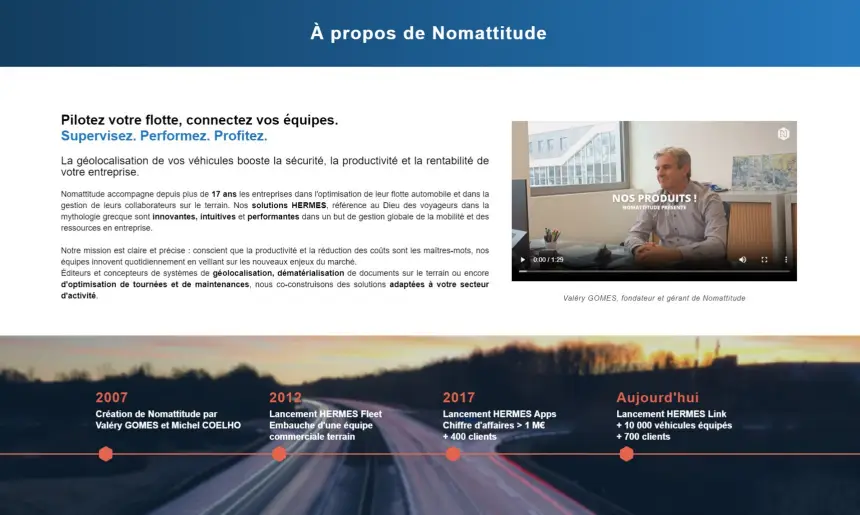 À propos de Nomattitude
Pilotez votre flotte, connectez vos équipes.
Supervisez. Performez. Profitez.
La géolocalisation de vos véhicules booste la sécurité, la productivité et la rentabilité de
votre entreprise.
Nomattitude accompagne depuis plus de 17 ans les entreprises dans l'optimisation de leur flotte automobile et dans la
gestion de leurs collaborateurs sur le terrain. Nos solutions HERMES, référence au Dieu des voyageurs dans la
mythologie grecque sont innovantes, intuitives et performantes dans un but de gestion globale de la mobilité et des
ressources en entreprise.
Notre mission est claire et précise : conscient que la productivité et la réduction des coûts sont les maîtres-mots, nos
équipes innovent quotidiennement en veillant sur les nouveaux enjeux du marché.
Éditeurs et concepteurs de systèmes de géolocalisation, dématérialisation de documents sur le terrain ou encore
d'optimisation de tournées et de maintenances, nous co-construisons des solutions adaptées à votre secteur
d'activité.
NOS PRODUITS !
NOMATTITUDE PRÉSENTE
0:00 / 1:29
Valéry GOMES, fondateur et gérant de Nomattitude
2007
Création de Nomattitude par
Valéry GOMES et Michel COELHO
2012
Lancement HERMES Fleet
Embauche d'une équipe
commerciale terrain
2017
Lancement HERMES Apps
Chiffre d'affaires > 1 M€
+ 400 clients
Aujourd'hui
Lancement HERMES Link
+ 10 000 véhicules équipés
+ 700 clients